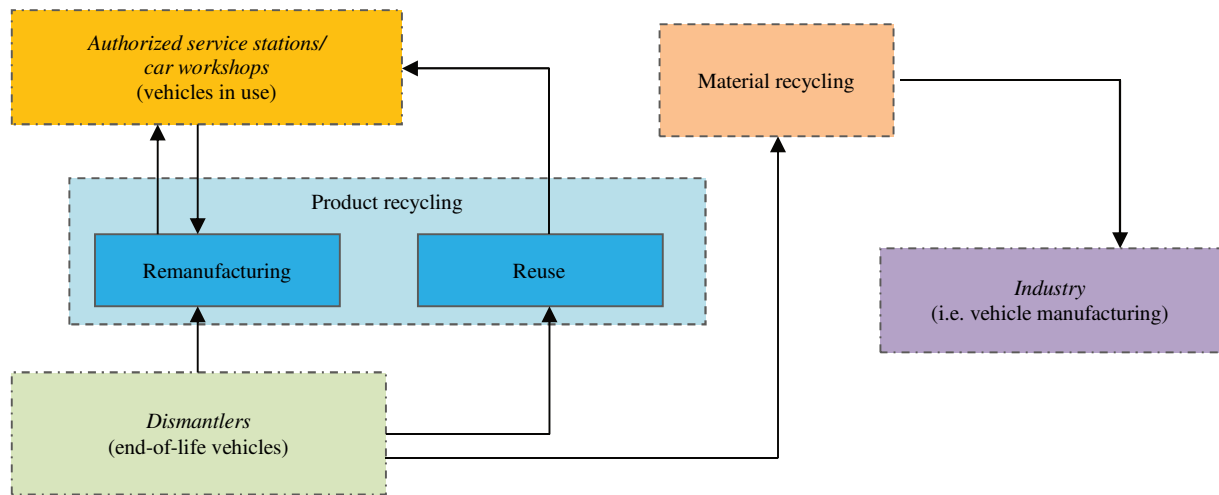 Authorized service stations/
car workshops
(vehicles in use)
Material recycling
Product recycling
Remanufacturing
Reuse
Industry
(i.e. vehicle manufacturing)
Dismantlers
(end-of-life vehicles)